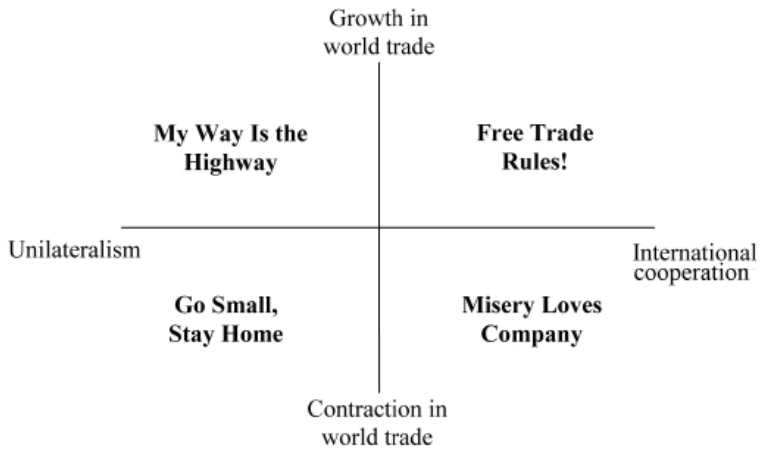 Growth in
world trade
My Way Is the
Highway
Free Trade
Rules!
Unilateralism
International
cooperation
Go Small,
Stay Home
Misery Loves
Company
Contraction in
world trade